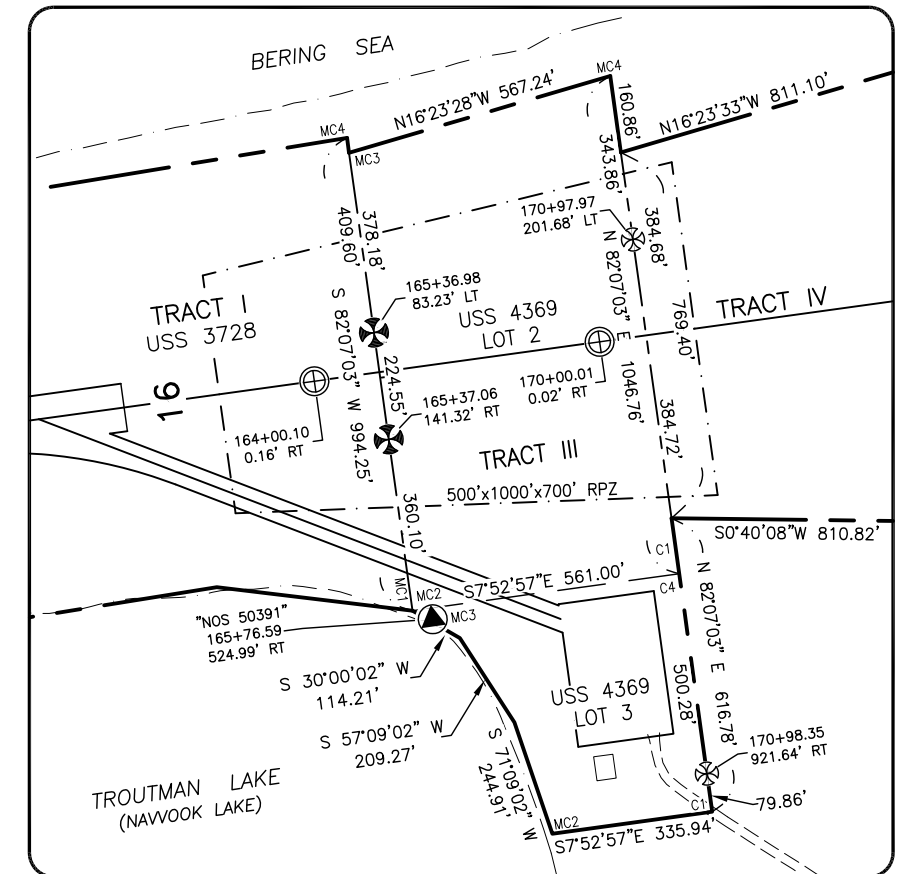 BERING SEA
MC4
N16°23'28"W 567.24'
MC4
160.86'
N16°23'33"W 811.10'
MC3
343.86'
378.18'
409.60'
170+97.97
201.68' LT
384.68'
TRACT I
USS 3728
165+36.98
83.23' LT
USS 4369
LOT 2
N 82°07'03" E 1046.76'
769.40'
TRACT IV
S 82°07'03" W 994.25'
16
224.55'
170+00.01
0.02' RT
165+37.06
141.32' RT
384.72'
164+00.10
0.16' RT
TRACT III
500'x1000'x700' RPZ
360.10'
S0°40'08"W 810.82'
C1
C4
S7°52'57"E 561.00'
MC1
MC2
MC3
"NOS 50391"
165+76.59
524.99' RT
N 82°07'03" E 616.78'
S 30°00'02" W
114.21'
USS 4369
LOT 3
500.28'
S 57°09'02" W
209.27'
S 71°09'02" W
244.91'
170+98.35
921.64' RT
TROUTMAN LAKE
(NAVVOOK LAKE)
C1
79.86'
MC2
S7°52'57"E 335.94'